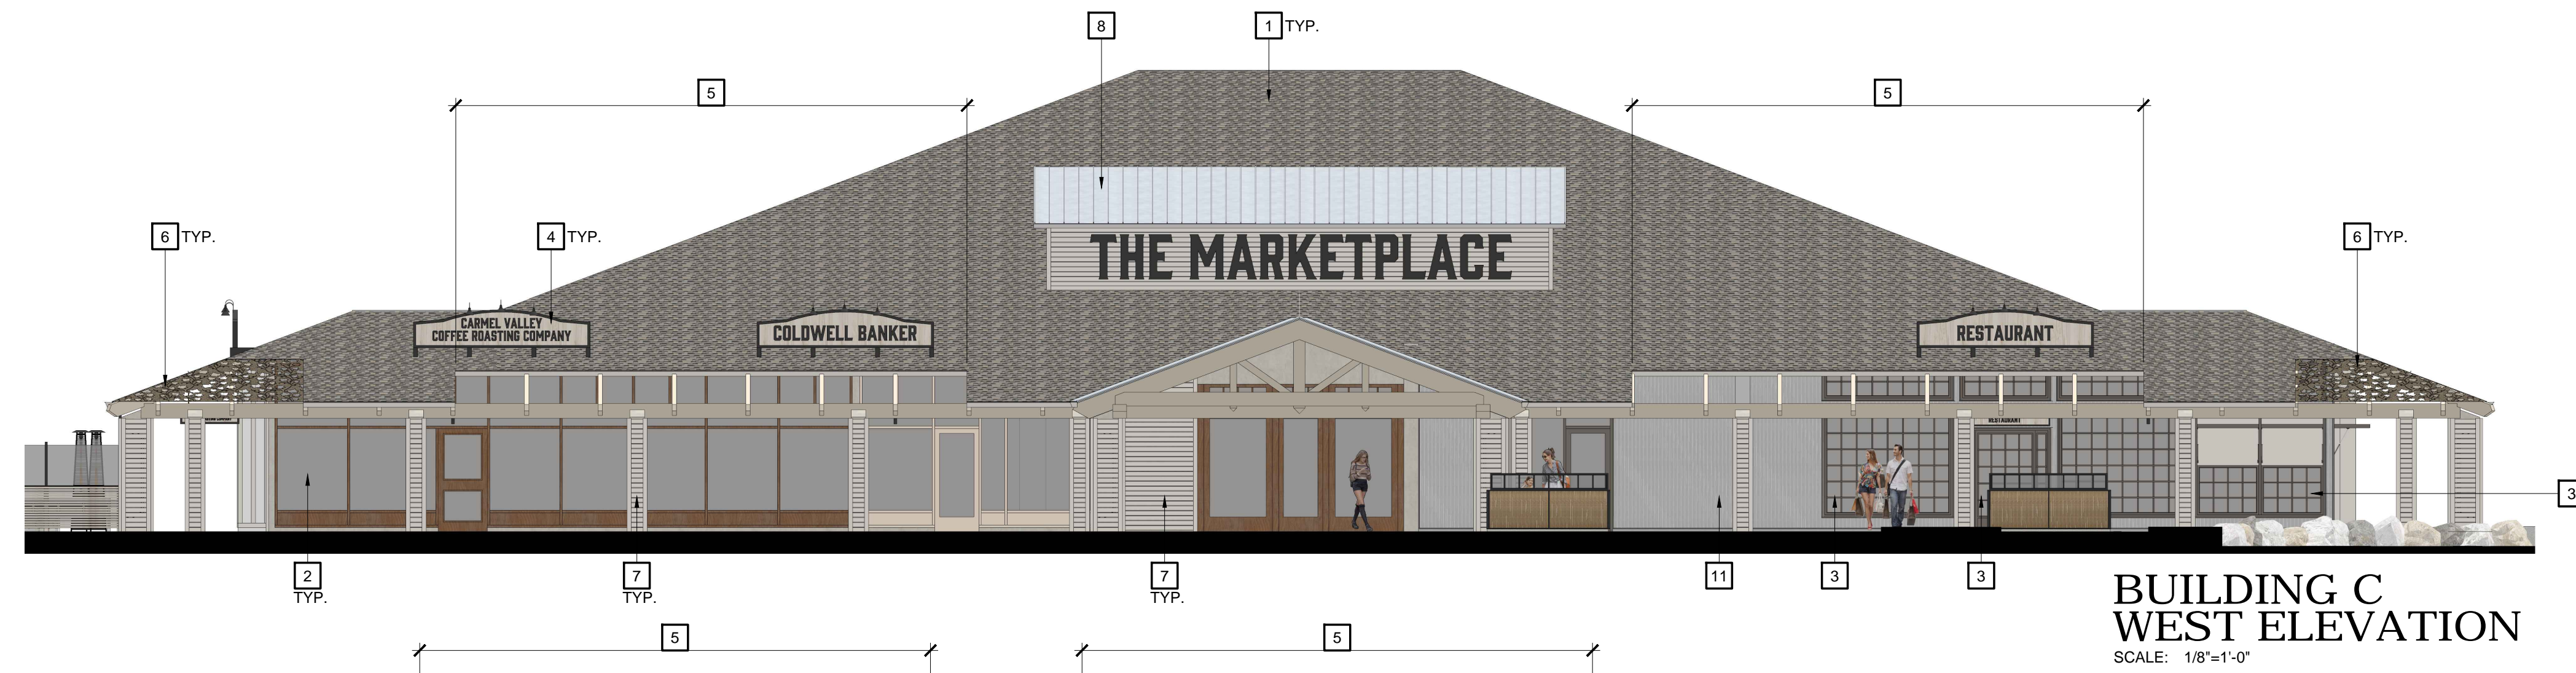 8
1 TYP.
5
5
6 TYP.
4 TYP.
6 TYP.
THE MARKETPLACE
CARMEL VALLEY
COFFEE ROASTING COMPANY
COLDWELL BANKER
RESTAURANT
RESTAURANT
3
2
TYP.
7
TYP.
7
TYP.
11
3
3
BUILDING C
WEST ELEVATION
SCALE: 1/8"=1'-0"
5
5